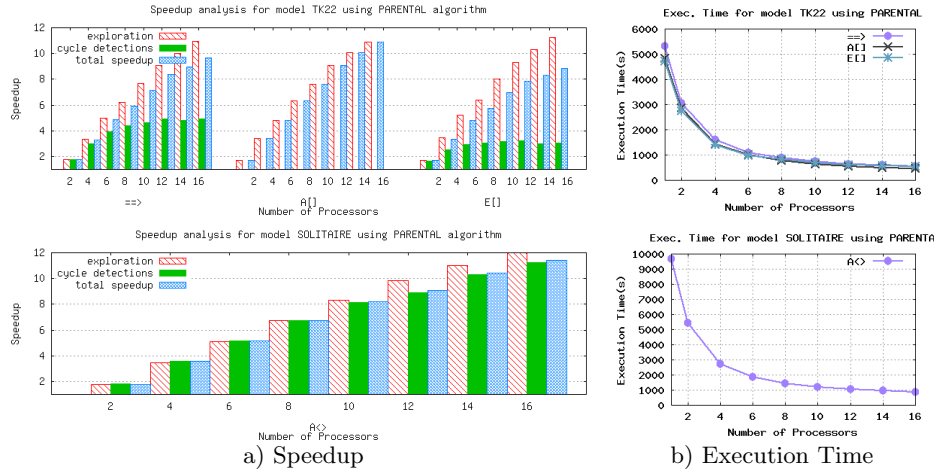 Speedup analysis for model TK22 using PARENTAL algorithm
12
10
8
6
4
2
Speedup
exploration
cycle detections
total speedup
2 4 6 8 10 12 14 16 2 4 6 8 10 12 14 16 2 4 6 8 10 12 14 16
==> A[] E[]
Number of Processors
Exec. Time for model TK22 using PARENTAL
6000
5000
4000
3000
2000
1000
0
Execution Time(s)
==>
A[]
E[]
2 4 6 8 10 12 14 16
Number of Processors
Speedup analysis for model SOLITAIRE using PARENTAL algorithm
12
10
8
6
4
2
Speedup
exploration
cycle detections
total speedup
2 4 6 8 10 12 14 16
A<>
Number of Processors
Exec. Time for model SOLITAIRE using PARENTA
10000
9000
8000
7000
6000
5000
4000
3000
2000
1000
0
Execution Time(s)
A<>
2 4 6 8 10 12 14 16
Number of Processors
a) Speedup
b) Execution Time